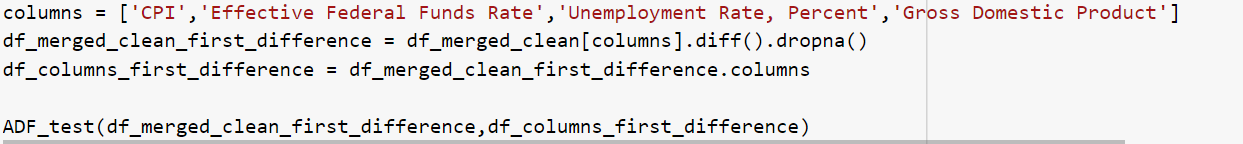 columns = ['CPI','Effective Federal Funds Rate','Unemployment Rate, Percent','Gross Domestic Product']
df_merged_clean_first_difference = df_merged_clean[columns].diff().dropna()
df_columns_first_difference = df_merged_clean_first_difference.columns
ADF_test(df_merged_clean_first_difference,df_columns_first_difference)